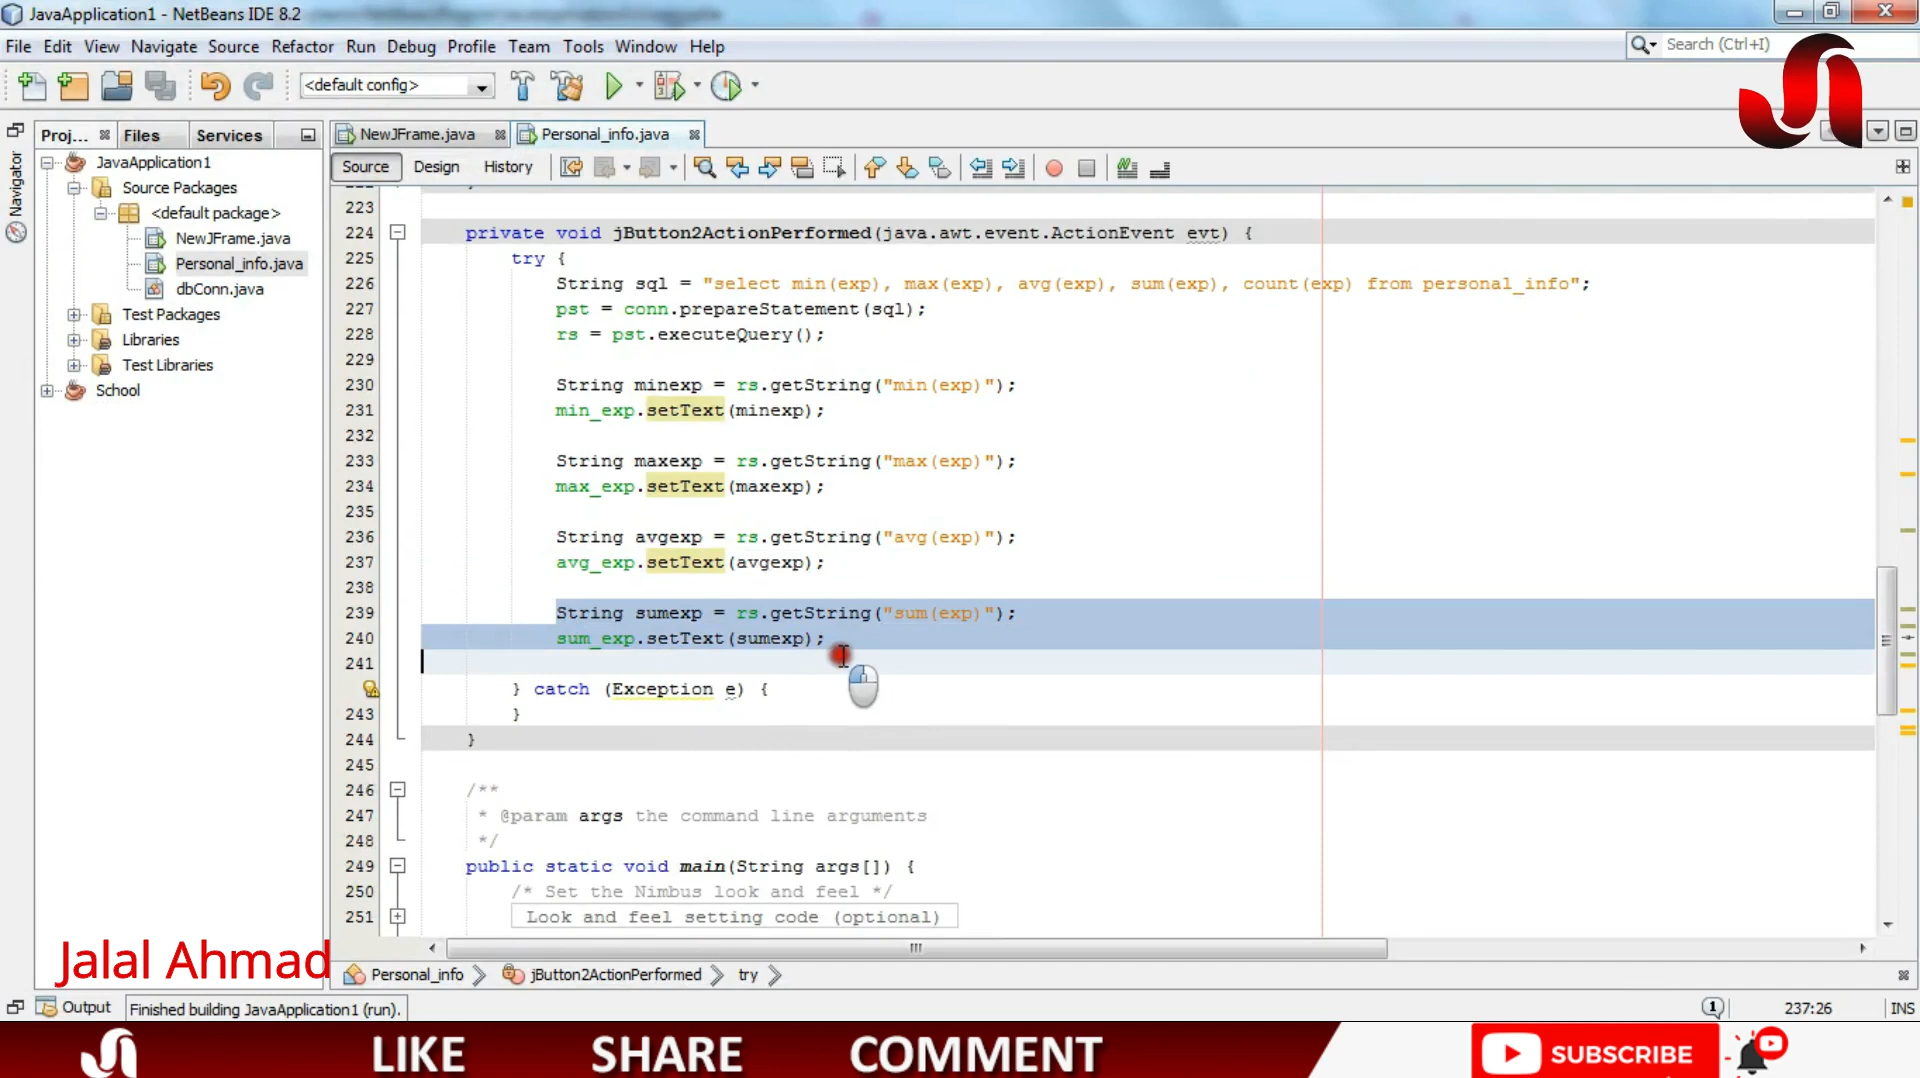 JavaApplication1 - NetBeans IDE 8.2
File Edit View Navigate Source Refactor Run Debug Profile Team Tools Window Help
Search (Ctrl+I)
<default config>
Proj... Files Services
NewJFrame.java Personal_info.java
Navigator
Source Design History
JavaApplication1
Source Packages
<default package>
NewJFrame.java
Personal_info.java
dbConn.java
Test Packages
Libraries
Test Libraries
School
223
224 private void jButton2ActionPerformed(java.awt.event.ActionEvent evt) {
225 try {
226 String sql = "select min(exp), max(exp), avg(exp), sum(exp), count(exp) from personal_info";
227 pst = conn.prepareStatement(sql);
228 rs = pst.executeQuery();
229
230 String minexp = rs.getString("min(exp)");
231 min_exp.setText(minexp);
232
233 String maxexp = rs.getString("max(exp)");
234 max_exp.setText(maxexp);
235
236 String avgexp = rs.getString("avg(exp)");
237 avg_exp.setText(avgexp);
238
239 String sumexp = rs.getString("sum(exp)");
240 sum_exp.setText(sumexp);
241
} catch (Exception e) {
243 }
244 }
245
246 /**
247 * @param args the command line arguments
248 */
249 public static void main(String args[]) {
250 /* Set the Nimbus look and feel */
251 Look and feel setting code (optional)
Jalal Ahmad
Personal_info jButton2ActionPerformed try
Output Finished building JavaApplication1 (run). 1 237:26 INS
LIKE SHARE COMMENT SUBSCRIBE